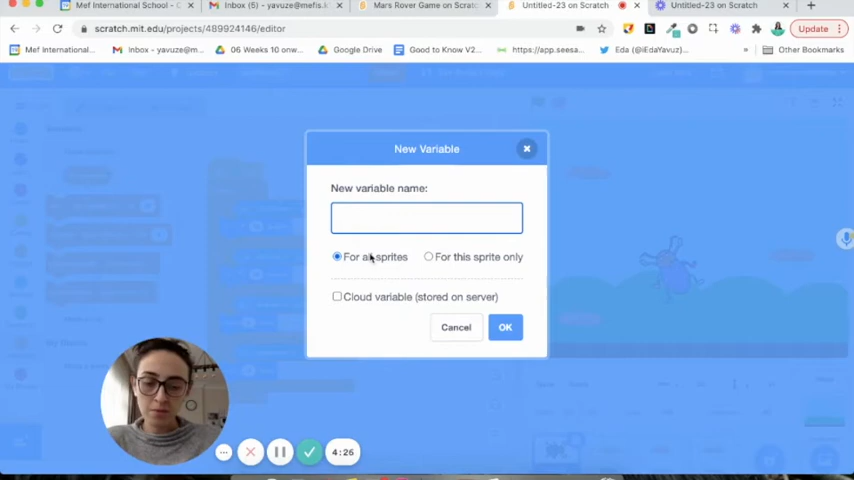 Mef International School - C
Inbox (5) - yavuze@mefis.k
Mars Rover Game on Scratc
Untitled-23 on Scratch
Untitled-23 on Scratch
scratch.mit.edu/projects/489924146/editor
Update
Mef International...
Inbox - yavuze@m...
06 Weeks 10 onw...
Google Drive
Good to Know V2...
https://app.seesa...
Eda (@iEdaYavuz)...
»
Other Bookmarks
New Variable
New variable name:
For all sprites
For this sprite only
Cloud variable (stored on server)
Cancel
OK
4:26